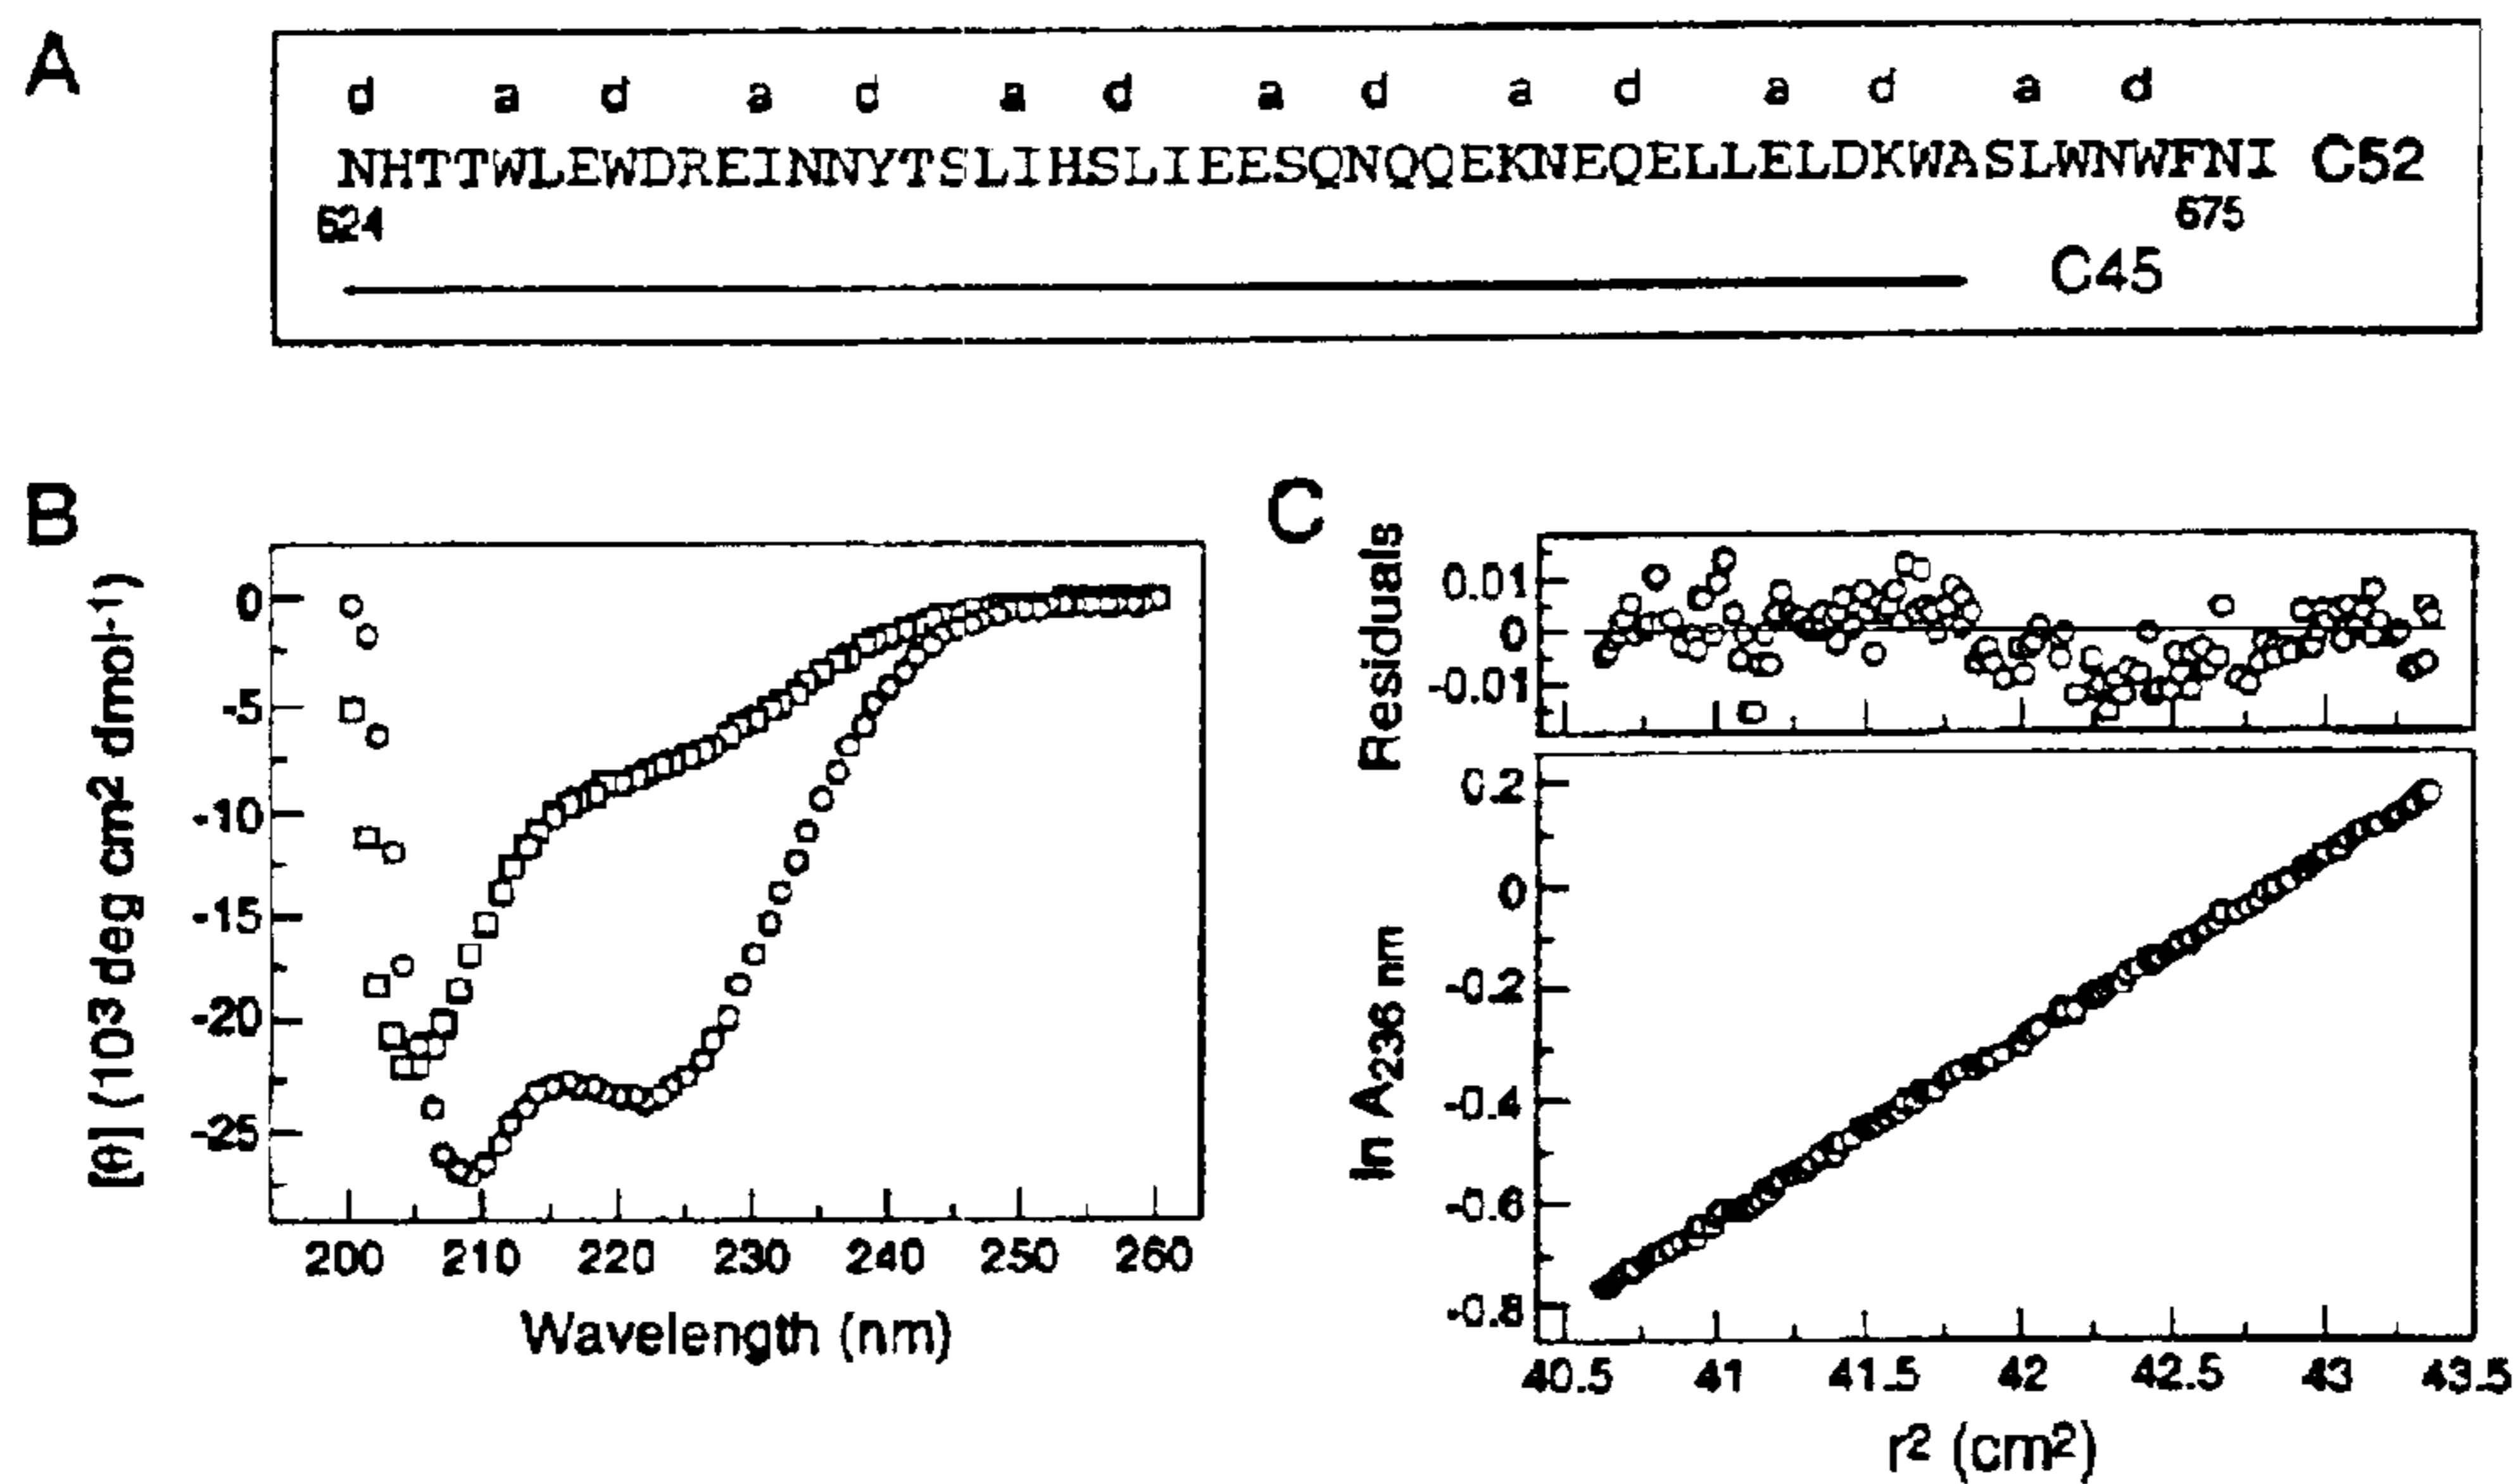 A
d a d a d a d a d a d a d a d
NHTTWLEWDREINNYTSLIHSLIEESQNQQEKNEQELLELDKWASLWNWFNI C52
624 675
C45
B
[θ] (10³ deg cm² dmol-¹)
0
-5
-10
-15
-20
-25
200 210 220 230 240 250 260
Wavelength (nm)
C
Residuals
0.01
0
-0.01
ln A236 nm
0.2
0
-0.2
-0.4
-0.6
-0.8
40.5 41 41.5 42 42.5 43 43.5
r² (cm²)